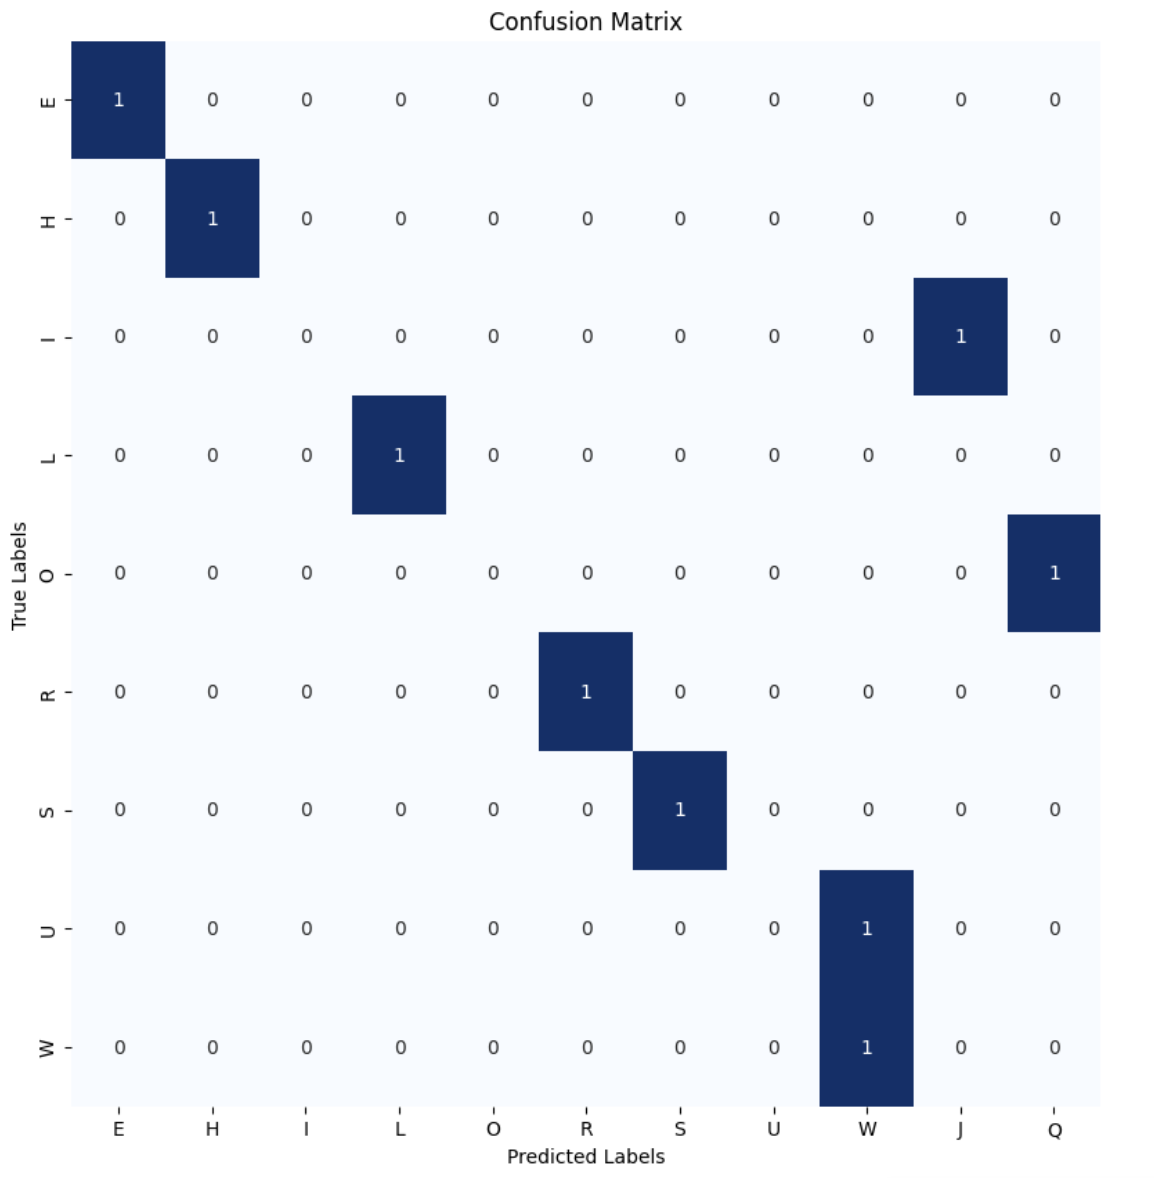 Confusion Matrix
True Labels
E 1 0 0 0 0 0 0 0 0 0 0
H 0 1 0 0 0 0 0 0 0 0 0
I 0 0 0 0 0 0 0 0 0 1 0
L 0 0 0 1 0 0 0 0 0 0 0
O 0 0 0 0 0 0 0 0 0 0 1
R 0 0 0 0 0 1 0 0 0 0 0
S 0 0 0 0 0 0 1 0 0 0 0
U 0 0 0 0 0 0 0 0 1 0 0
W 0 0 0 0 0 0 0 0 1 0 0
E H I L O R S U W J Q
Predicted Labels